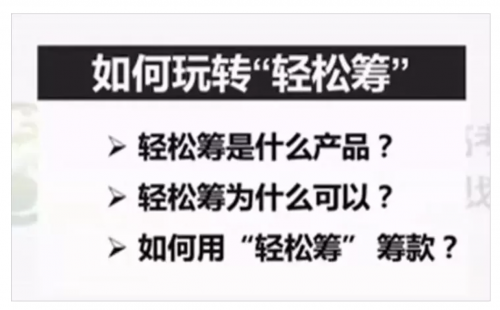 如何玩转“轻松筹”
➢ 轻松筹是什么产品？
➢ 轻松筹为什么可以？
➢ 如何用“轻松筹” 筹款？